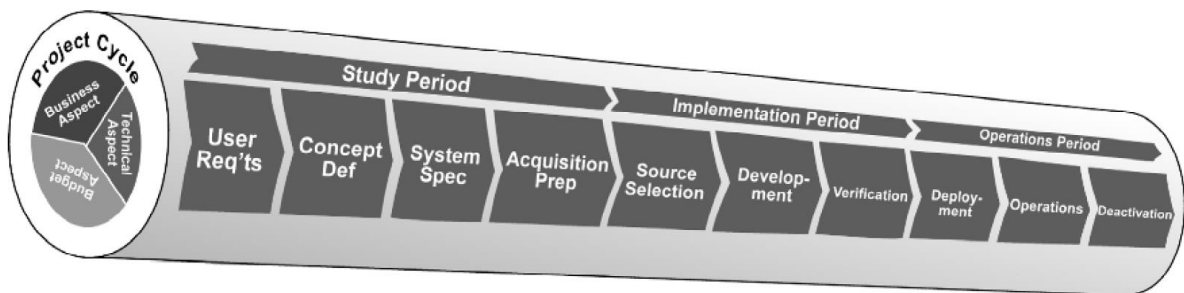 Project Cycle
Business
Aspect
Technical
Aspect
Budget
Aspect
Study Period
Implementation Period
Operations Period
User
Req'ts
Concept
Def
System
Spec
Acquisition
Prep
Source
Selection
Develop-
ment
Verification
Deploy-
ment
Operations
Deactivation